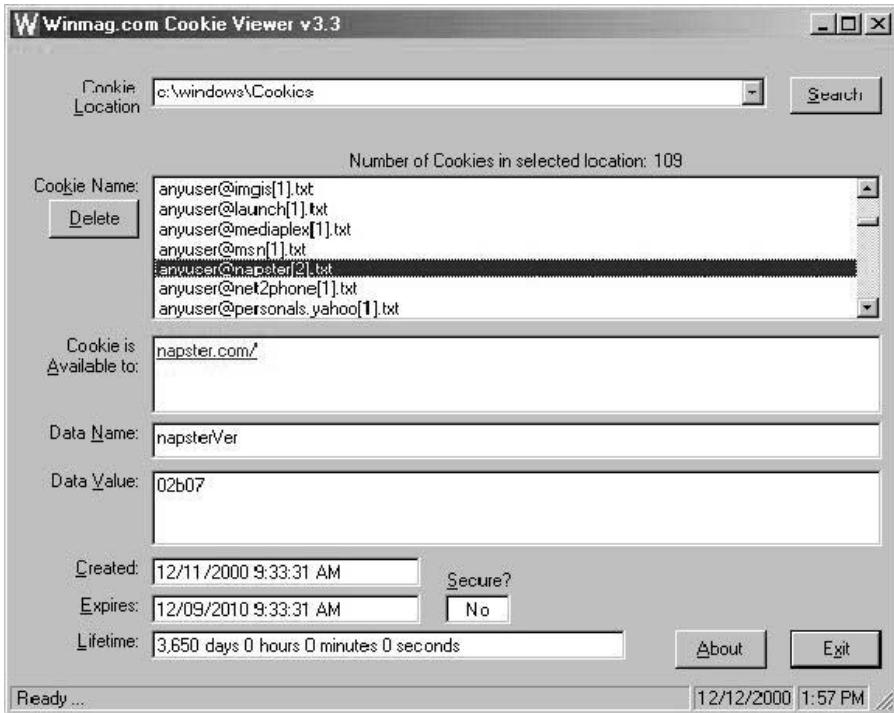 W Winmag.com Cookie Viewer v3.3
Cookie Location
c:\windows\Cookies
Search
Number of Cookies in selected location: 109
Cookie Name:
Delete
anyuser@imgis[1].txt
anyuser@launch[1].txt
anyuser@mediaplex[1].txt
anyuser@msn[1].txt
anyuser@napster[2].txt
anyuser@net2phone[1].txt
anyuser@personals.yahoo[1].txt
Cookie is
Available to:
napster.com/
Data Name:
napsterVer
Data Value:
02b07
Created:
12/11/2000 9:33:31 AM
Secure?
Expires:
12/09/2010 9:33:31 AM
No
Lifetime:
3,650 days 0 hours 0 minutes 0 seconds
About
Exit
Ready ...
12/12/2000
1:57 PM